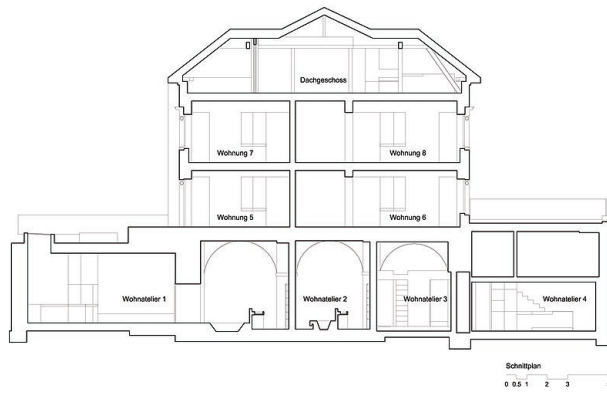 Dachgeschoss
Wohnung 7
Wohnung 8
Wohnung 5
Wohnung 6
Wohnatelier 1
Wohnatelier 2
Wohnatelier 3
Wohnatelier 4
Schnittplan
0 0.5 1 2 3